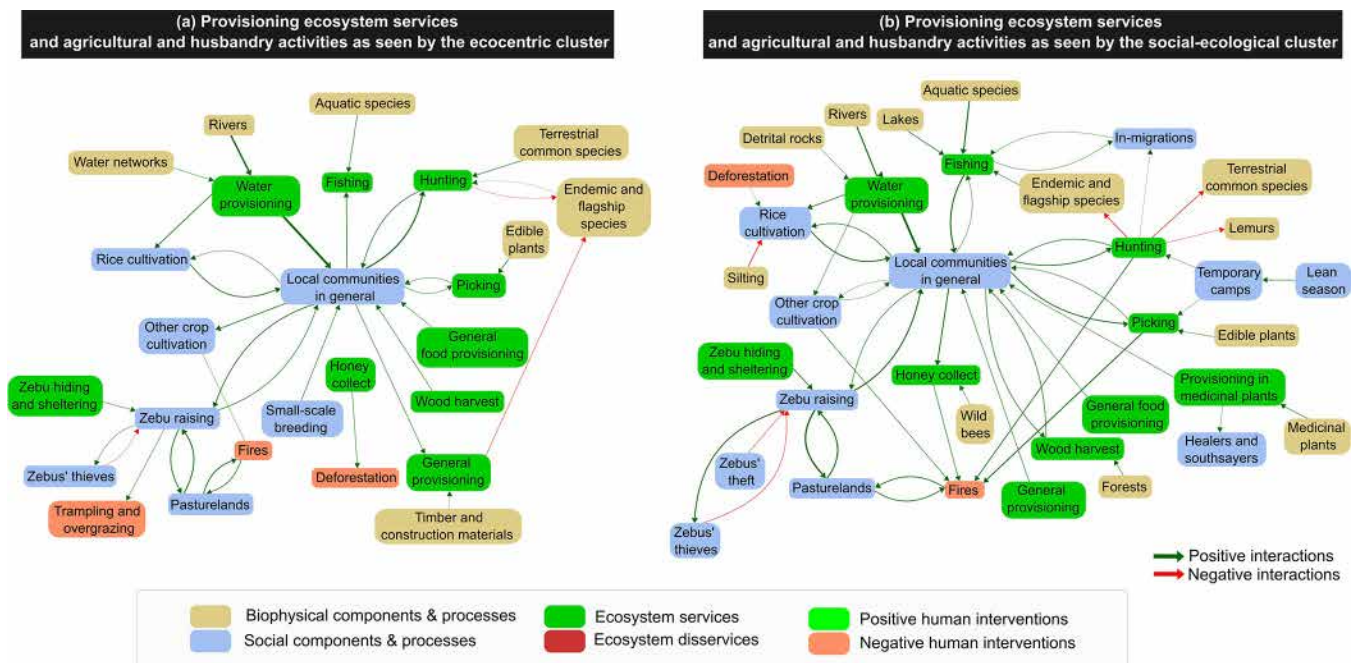 (a) Provisioning ecosystem services
and agricultural and husbandry activities as seen by the ecocentric cluster
Aquatic species
Rivers
Terrestrial
common species
Water networks
Water
provisioning
Fishing
Hunting
Endemic and
flagship
species
Edible
plants
Rice cultivation
Local communities
in general
Picking
Other crop
cultivation
General
food provisioning
Honey
collect
Zebu hiding
and sheltering
Zebu raising
Small-scale
breeding
Wood harvest
Fires
Zebus' thieves
Deforestation
General
provisioning
Pasturelands
Trampling and
overgrazing
Timber and
construction materials
(b) Provisioning ecosystem services
and agricultural and husbandry activities as seen by the social-ecological cluster
Aquatic species
Rivers
Lakes
Detrital rocks
In-migrations
Fishing
Deforestation
Water
provisioning
Endemic and
flagship species
Terrestrial
common species
Rice
cultivation
Lemurs
Hunting
Silting
Local communities
in general
Temporary
camps
Lean
season
Other crop
cultivation
Picking
Edible plants
Zebu hiding
and sheltering
Honey collect
Provisioning in
medicinal plants
Zebu raising
General food
provisioning
Wild
bees
Medicinal
plants
Healers and
southsayers
Wood harvest
Zebus'
theft
Pasturelands
Fires
General
provisioning
Forests
Zebus'
thieves
Positive interactions
Negative interactions
Biophysical components & processes
Social components & processes
Ecosystem services
Ecosystem disservices
Positive human interventions
Negative human interventions